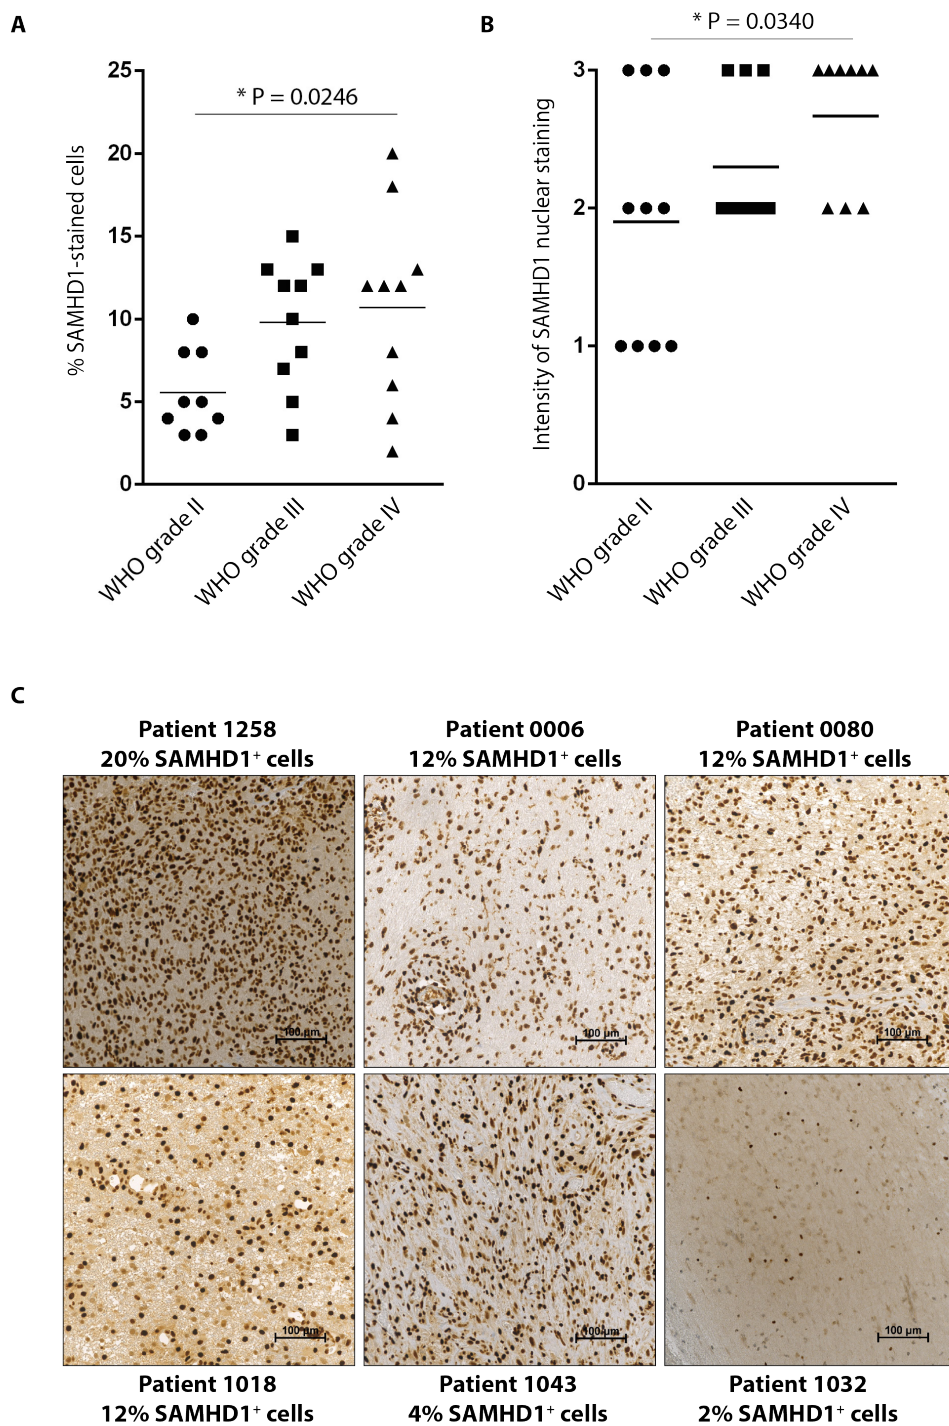 A
B
* P = 0.0246
* P = 0.0340
% SAMHD1-stained cells
25
20
15
10
5
0
WHO grade II
WHO grade III
WHO grade IV
Intensity of SAMHD1 nuclear staining
3
2
1
0
WHO grade II
WHO grade III
WHO grade IV
C
Patient 1258
20% SAMHD1+ cells
Patient 0006
12% SAMHD1+ cells
Patient 0080
12% SAMHD1+ cells
100 µm
100 µm
100 µm
100 µm
100 µm
100 µm
Patient 1018
12% SAMHD1+ cells
Patient 1043
4% SAMHD1+ cells
Patient 1032
2% SAMHD1+ cells